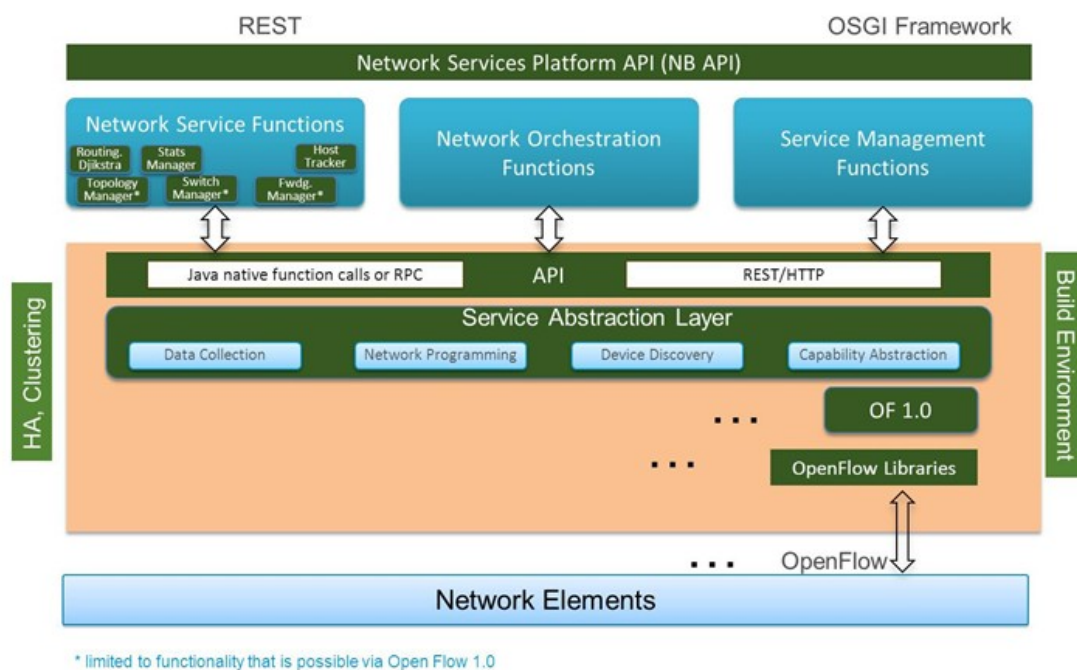 REST
OSGI Framework
Network Services Platform API (NB API)
Network Service Functions
Routing.
Djikstra
Stats
Manager
Host
Tracker
Topology
Manager*
Switch
Manager*
Fwdg.
Manager*
Network Orchestration
Functions
Service Management
Functions
HA, Clustering
Java native function calls or RPC
API
REST/HTTP
Service Abstraction Layer
Data Collection
Network Programming
Device Discovery
Capability Abstraction
... OF 1.0
... OpenFlow Libraries
Build Environment
... OpenFlow
Network Elements
* limited to functionality that is possible via Open Flow 1.0